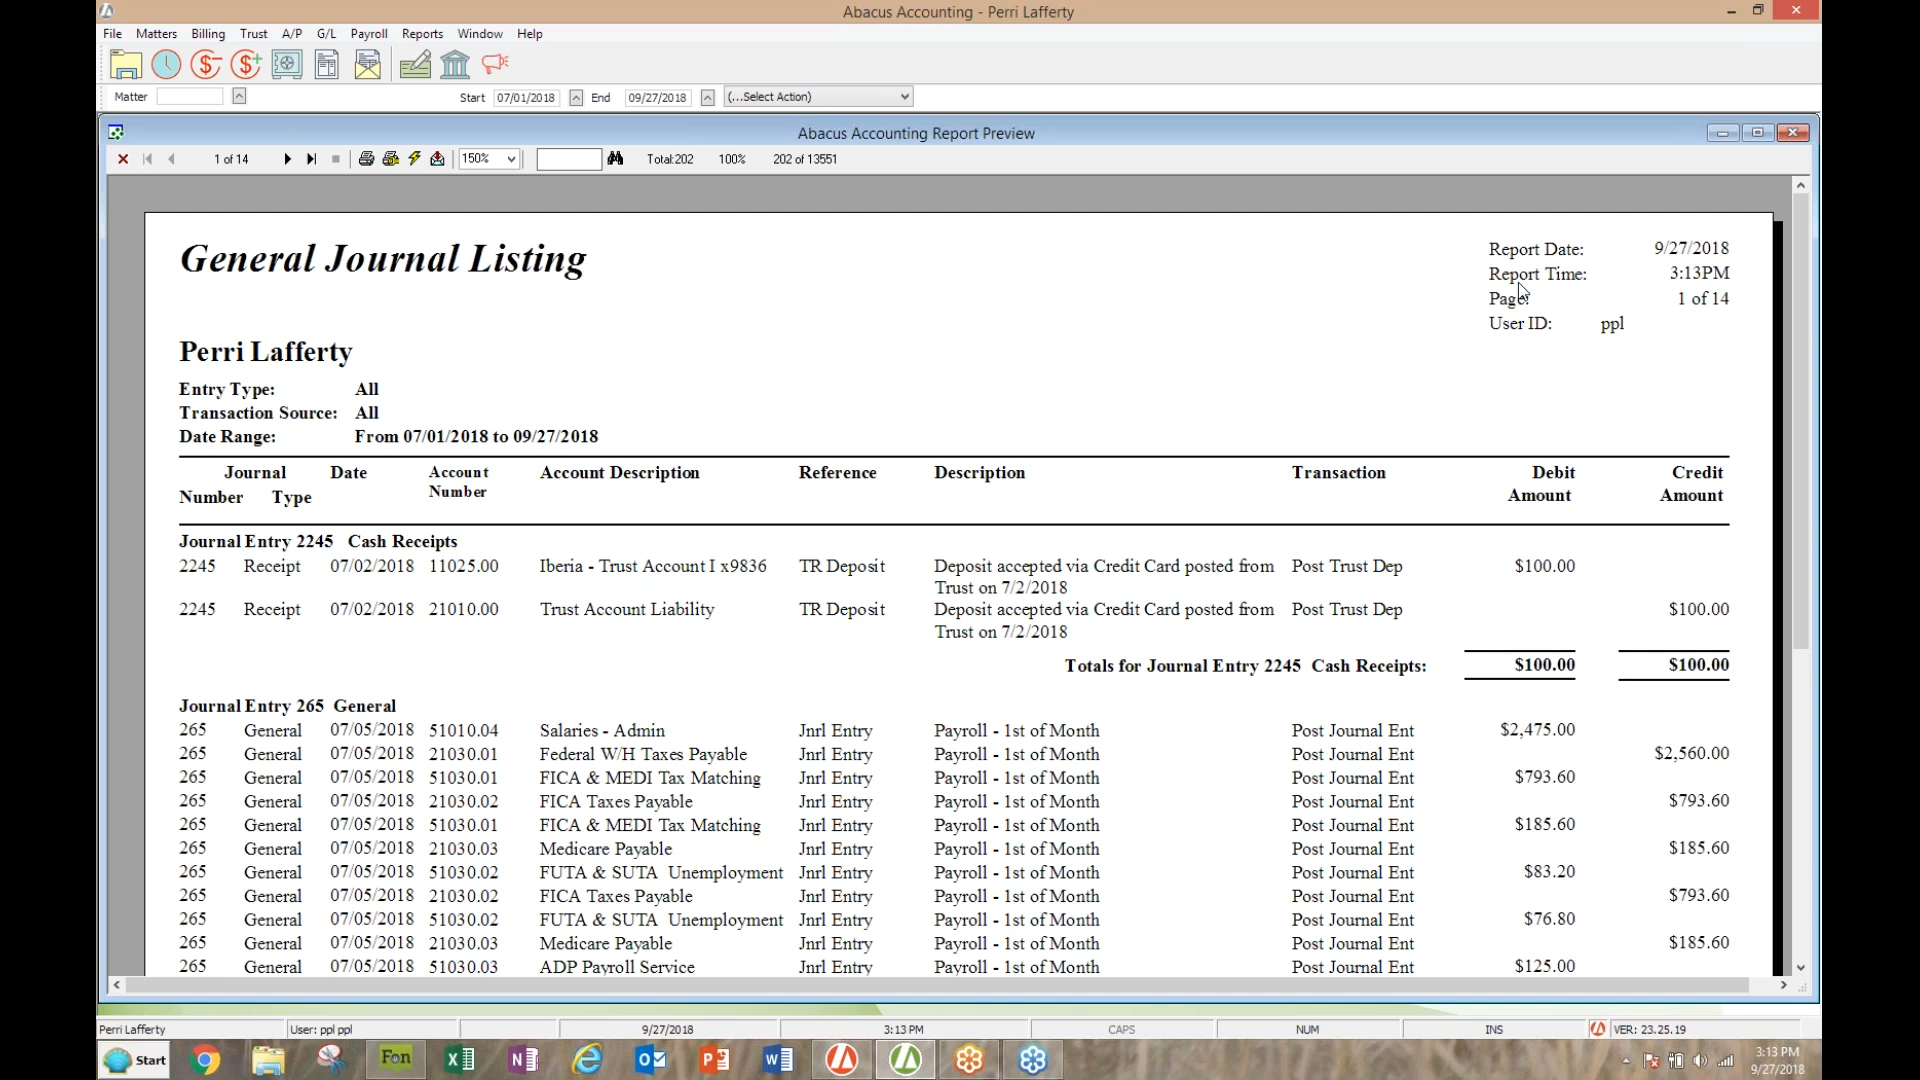 Abacus Accounting - Perri Lafferty
File Matters Billing Trust A/P G/L Payroll Reports Window Help
Matter Start 07/01/2018 End 09/27/2018 (...Select Action)
Abacus Accounting Report Preview
1 of 14 150% Total:202 100% 202 of 13551
General Journal Listing
Report Date: 9/27/2018
Report Time: 3:13PM
Page: 1 of 14
User ID: ppl
Perri Lafferty
Entry Type: All
Transaction Source: All
Date Range: From 07/01/2018 to 09/27/2018
Journal Date Account Account Description Reference Description Transaction Debit Credit
Number Type Number Amount Amount
Journal Entry 2245 Cash Receipts
2245 Receipt 07/02/2018 11025.00 Iberia - Trust Account I x9836 TR Deposit Deposit accepted via Credit Card posted from Post Trust Dep $100.00
Trust on 7/2/2018
2245 Receipt 07/02/2018 21010.00 Trust Account Liability TR Deposit Deposit accepted via Credit Card posted from Post Trust Dep $100.00
Trust on 7/2/2018
Totals for Journal Entry 2245 Cash Receipts: $100.00 $100.00
Journal Entry 265 General
265 General 07/05/2018 51010.04 Salaries - Admin Jnrl Entry Payroll - 1st of Month Post Journal Ent $2,475.00
265 General 07/05/2018 21030.01 Federal W/H Taxes Payable Jnrl Entry Payroll - 1st of Month Post Journal Ent $2,560.00
265 General 07/05/2018 51030.01 FICA & MEDI Tax Matching Jnrl Entry Payroll - 1st of Month Post Journal Ent $793.60
265 General 07/05/2018 21030.02 FICA Taxes Payable Jnrl Entry Payroll - 1st of Month Post Journal Ent $793.60
265 General 07/05/2018 51030.01 FICA & MEDI Tax Matching Jnrl Entry Payroll - 1st of Month Post Journal Ent $185.60
265 General 07/05/2018 21030.03 Medicare Payable Jnrl Entry Payroll - 1st of Month Post Journal Ent $185.60
265 General 07/05/2018 51030.02 FUTA & SUTA Unemployment Jnrl Entry Payroll - 1st of Month Post Journal Ent $83.20
265 General 07/05/2018 21030.02 FICA Taxes Payable Jnrl Entry Payroll - 1st of Month Post Journal Ent $793.60
265 General 07/05/2018 51030.02 FUTA & SUTA Unemployment Jnrl Entry Payroll - 1st of Month Post Journal Ent $76.80
265 General 07/05/2018 21030.03 Medicare Payable Jnrl Entry Payroll - 1st of Month Post Journal Ent $185.60
265 General 07/05/2018 51030.03 ADP Payroll Service Jnrl Entry Payroll - 1st of Month Post Journal Ent $125.00
Perri Lafferty User: ppl ppl 9/27/2018 3:13 PM CAPS NUM INS VER: 23.25.19
Start Fon 3:13 PM
9/27/2018